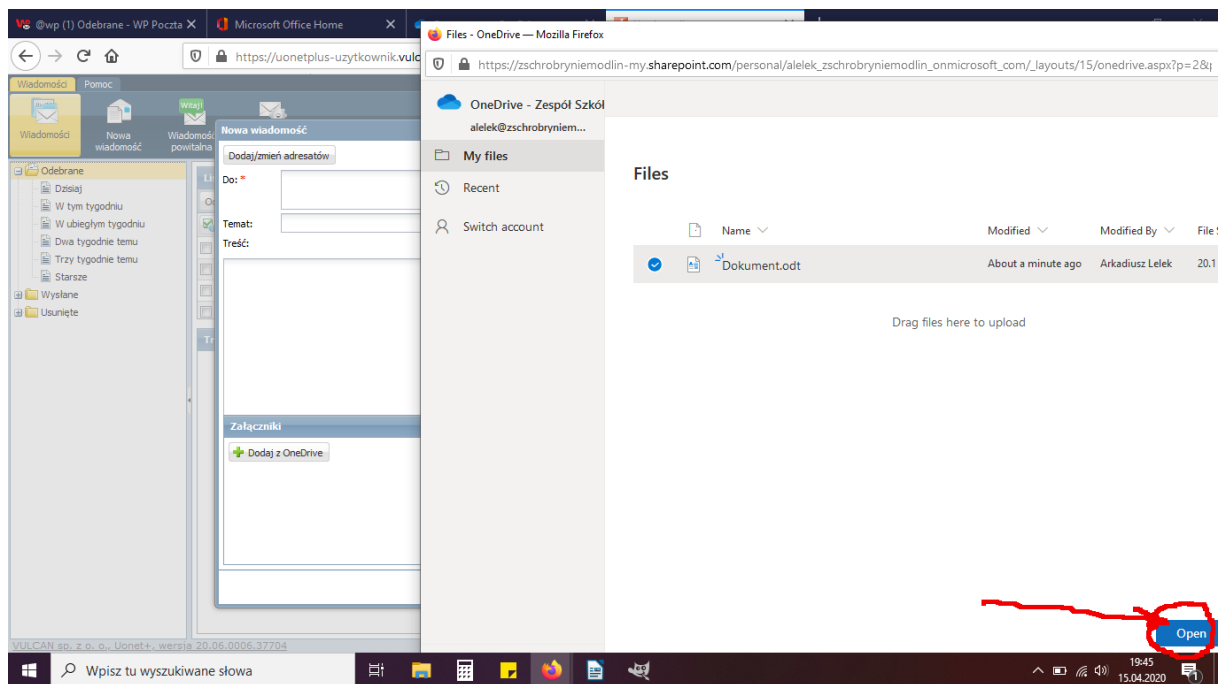 @wp (1) Odebrane - WP Poczta
Microsoft Office Home
Files - OneDrive — Mozilla Firefox
https://uonetplus-uzytkownik.vulc
https://zschrobryniemodlin-my.sharepoint.com/personal/alelek_zschrobryniemodlin_onmicrosoft_com/_layouts/15/onedrive.aspx?p=2&
Wiadomości Pomoc
Witaj!
Wiadomości
Nowa wiadomość
powitalna
Odebrane
Dzisiaj
W tym tygodniu
W ubiegłym tygodniu
Dwa tygodnie temu
Trzy tygodnie temu
Starsze
Wysłane
Usunięte
Nowa wiadomość
Dodaj/zmień adresatów
Do: *
Temat:
Treść:
Załączniki
Dodaj z OneDrive
VULCAN sp. z o. o., Uonet+, wersja 20.06.0006.37704
OneDrive - Zespół Szkół
alelek@zschrobryniem...
My files
Recent
Switch account
Files
Name Modified Modified By File
Dokument.odt About a minute ago Arkadiusz Lelek 20.1
Drag files here to upload
Open
Wpisz tu wyszukiwane słowa
19:45
15.04.2020
1